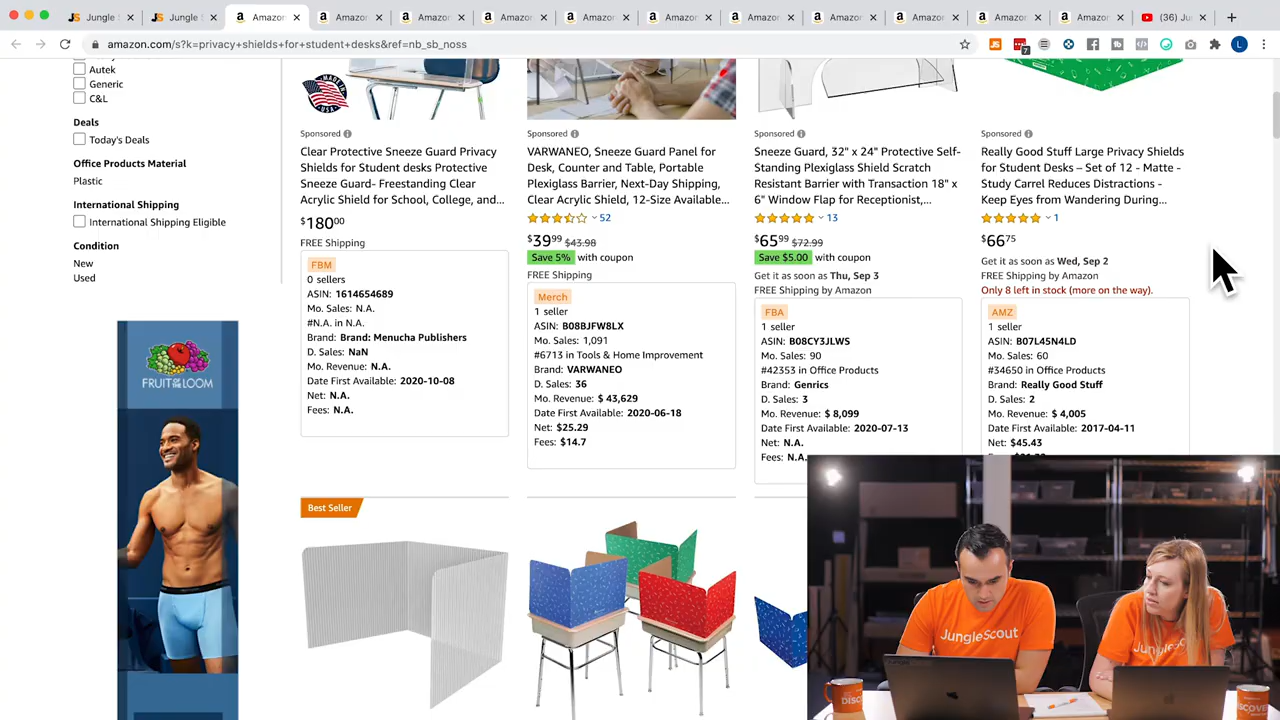 Jungle S
Jungle S
Amazon
Amazon
Amazon
Amazon
Amazon
Amazon
Amazon
Amazon
Amazon
Amazon
Amazon
(36) Ju
amazon.com/s?k=privacy+shields+for+student+desks&ref=nb_sb_noss
7
L
Autek
Generic
C&L
Deals
Today's Deals
Office Products Material
Plastic
International Shipping
International Shipping Eligible
Condition
New
Used
FRUIT OF THE LOOM
MADE IN
USA
Sponsored
Clear Protective Sneeze Guard Privacy
Shields for Student desks Protective
Sneeze Guard- Freestanding Clear
Acrylic Shield for School, College, and...
$18000
FREE Shipping
FBM
0 sellers
ASIN: 1614654689
Mo. Sales: N.A.
#N.A. in N.A.
Brand: Brand: Menucha Publishers
D. Sales: NaN
Mo. Revenue: N.A.
Date First Available: 2020-10-08
Net: N.A.
Fees: N.A.
Sponsored
VARWANEO, Sneeze Guard Panel for
Desk, Counter and Table, Portable
Plexiglass Barrier, Next-Day Shipping,
Clear Acrylic Shield, 12-Size Available...
52
$3999 $43.98
Save 5% with coupon
FREE Shipping
Merch
1 seller
ASIN: B08BJFW8LX
Mo. Sales: 1,091
#6713 in Tools & Home Improvement
Brand: VARWANEO
D. Sales: 36
Mo. Revenue: $ 43,629
Date First Available: 2020-06-18
Net: $25.29
Fees: $14.7
Sponsored
Sneeze Guard, 32" x 24" Protective Self-
Standing Plexiglass Shield Scratch
Resistant Barrier with Transaction 18" x
6" Window Flap for Receptionist,...
13
$6599 $72.99
Save $5.00 with coupon
Get it as soon as Thu, Sep 3
FREE Shipping by Amazon
FBA
1 seller
ASIN: B08CY3JLWS
Mo. Sales: 90
#42353 in Office Products
Brand: Genrics
D. Sales: 3
Mo. Revenue: $ 8,099
Date First Available: 2020-07-13
Net: N.A.
Fees: N.A.
Sponsored
Really Good Stuff Large Privacy Shields
for Student Desks – Set of 12 - Matte -
Study Carrel Reduces Distractions -
Keep Eyes from Wandering During...
1
$6675
Get it as soon as Wed, Sep 2
FREE Shipping by Amazon
Only 8 left in stock (more on the way).
AMZ
1 seller
ASIN: B07L45N4LD
Mo. Sales: 60
#34650 in Office Products
Brand: Really Good Stuff
D. Sales: 2
Mo. Revenue: $ 4,005
Date First Available: 2017-04-11
Net: $45.43
Best Seller
JungleScout
JungleScout